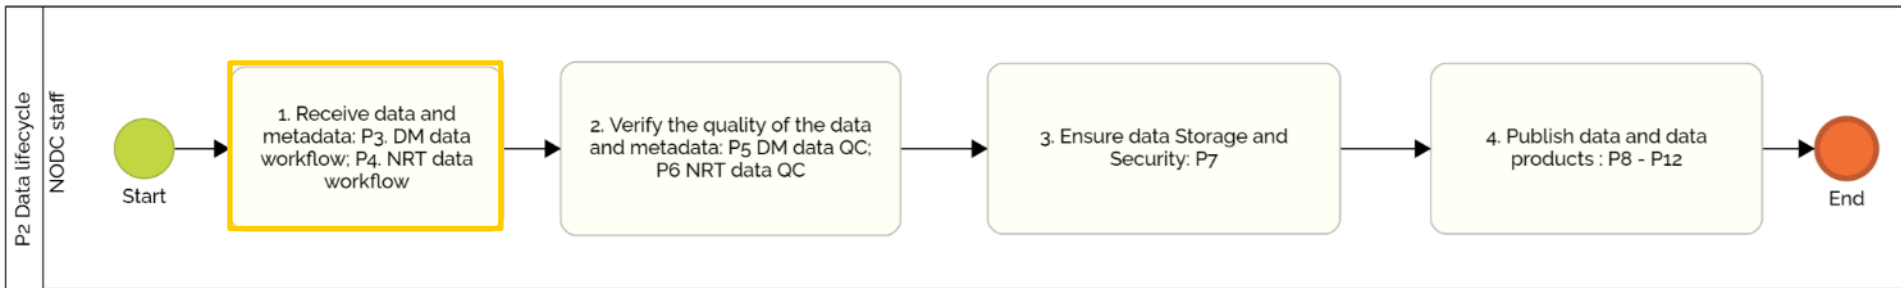 P2 Data lifecycle
NODC staff
Start
1. Receive data and
metadata: P3. DM data
workflow; P4. NRT data
workflow
2. Verify the quality of the data
and metadata: P5 DM data QC;
P6 NRT data QC
3. Ensure data Storage and
Security: P7
4. Publish data and data
products : P8 - P12
End